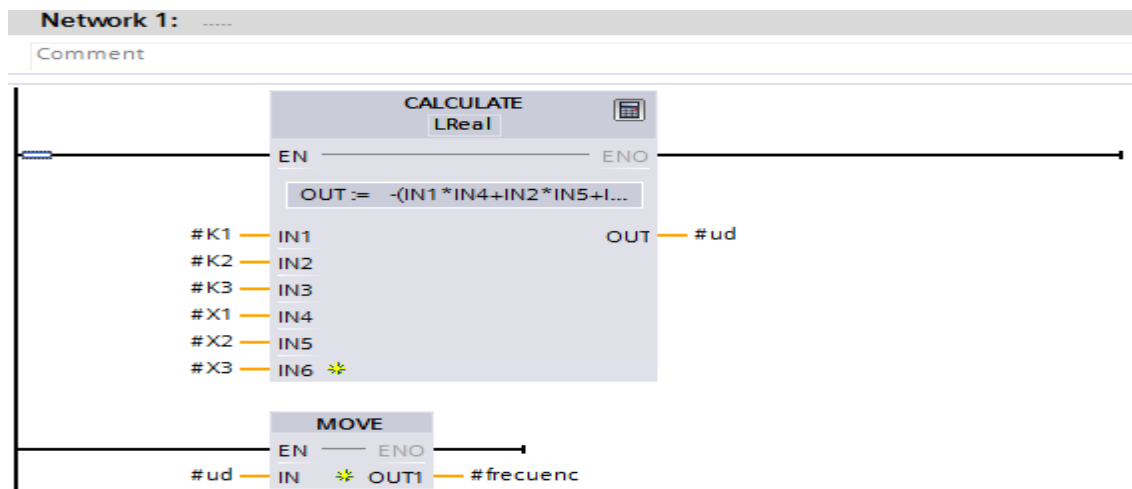 Network 1: .....
Comment
CALCULATE
LReal
EN ENO
OUT := -(IN1*IN4+IN2*IN5+I...
#K1 IN1 OUT #ud
#K2 IN2
#K3 IN3
#X1 IN4
#X2 IN5
#X3 IN6
MOVE
EN ENO
#ud IN OUT1 #frecuenc